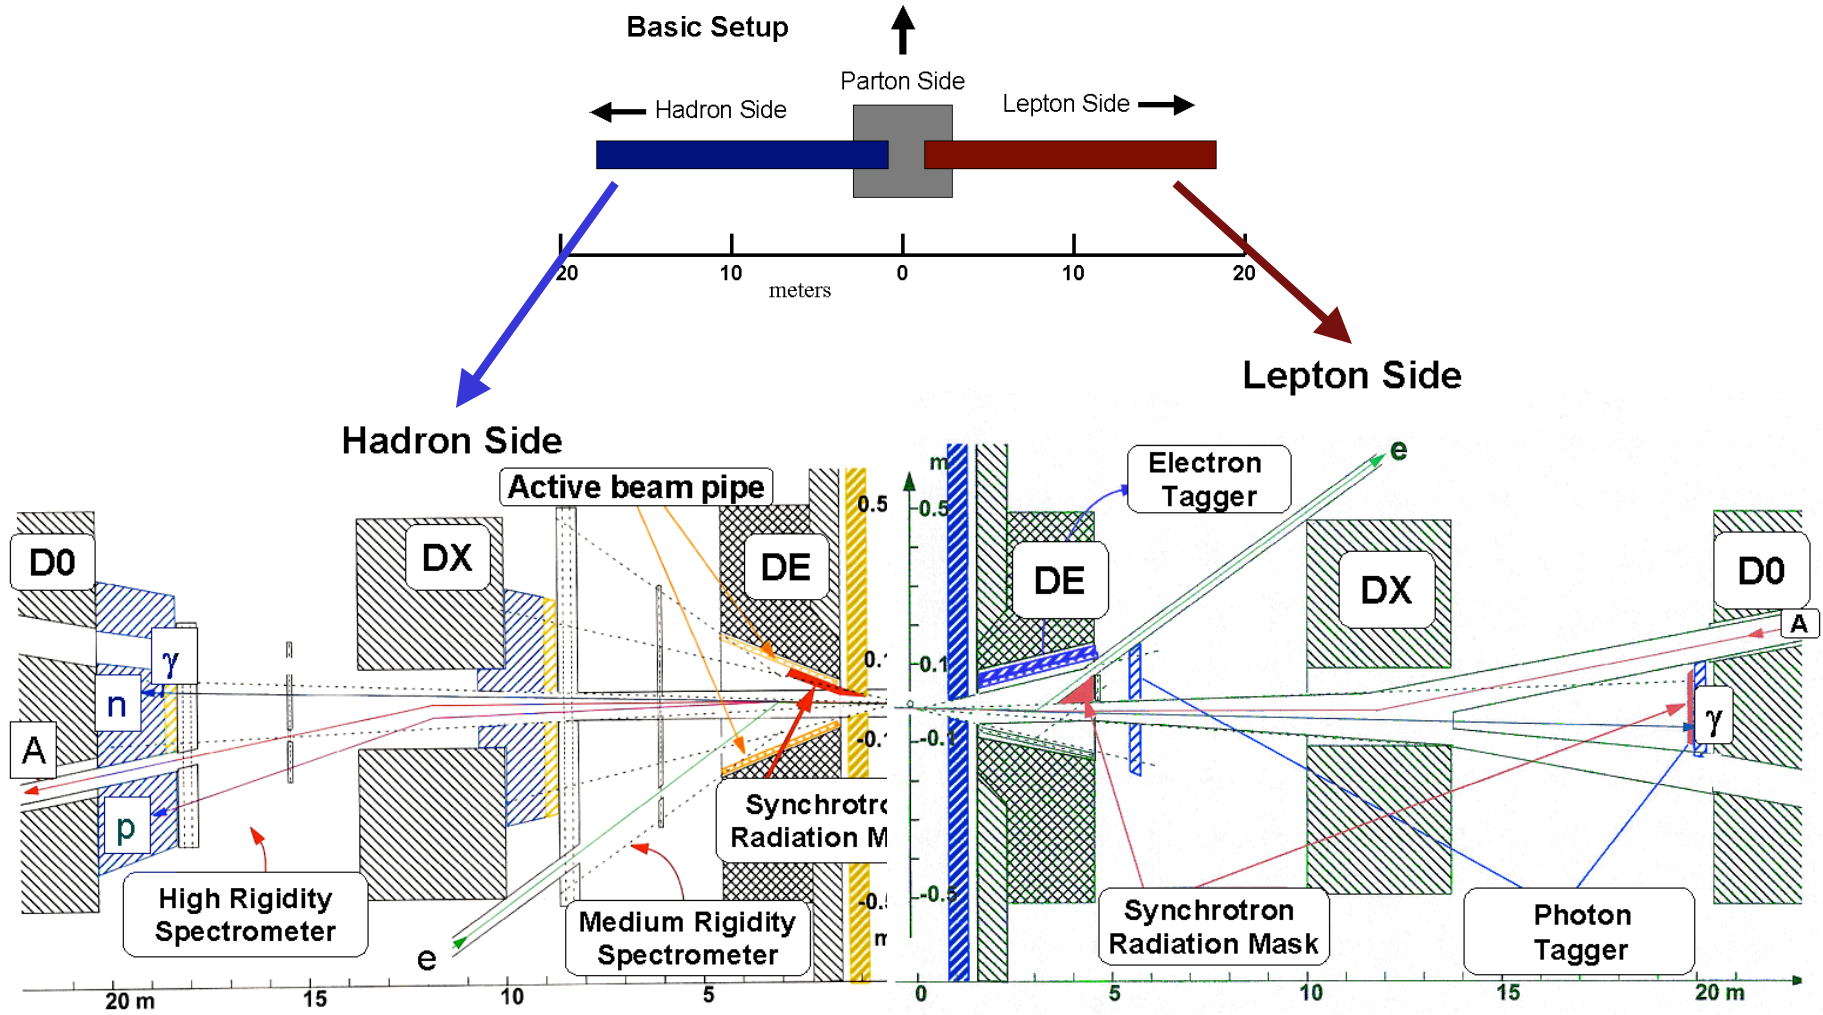 Basic Setup
Parton Side
Hadron Side
Lepton Side
20
10
0
10
20
meters
Lepton Side
Hadron Side
Active beam pipe
D0
DX
DE
γ
n
A
p
e
High Rigidity
Spectrometer
Medium Rigidity
Spectrometer
Synchrotro
Radiation M
0.5
0.1
-0.1
-0.5
m
20 m
15
10
5
m
-0.5
-0.1
-0.1
-0.5
Electron
Tagger
e
DE
DX
D0
A
γ
Synchrotron
Radiation Mask
Photon
Tagger
0
5
10
15
20 m